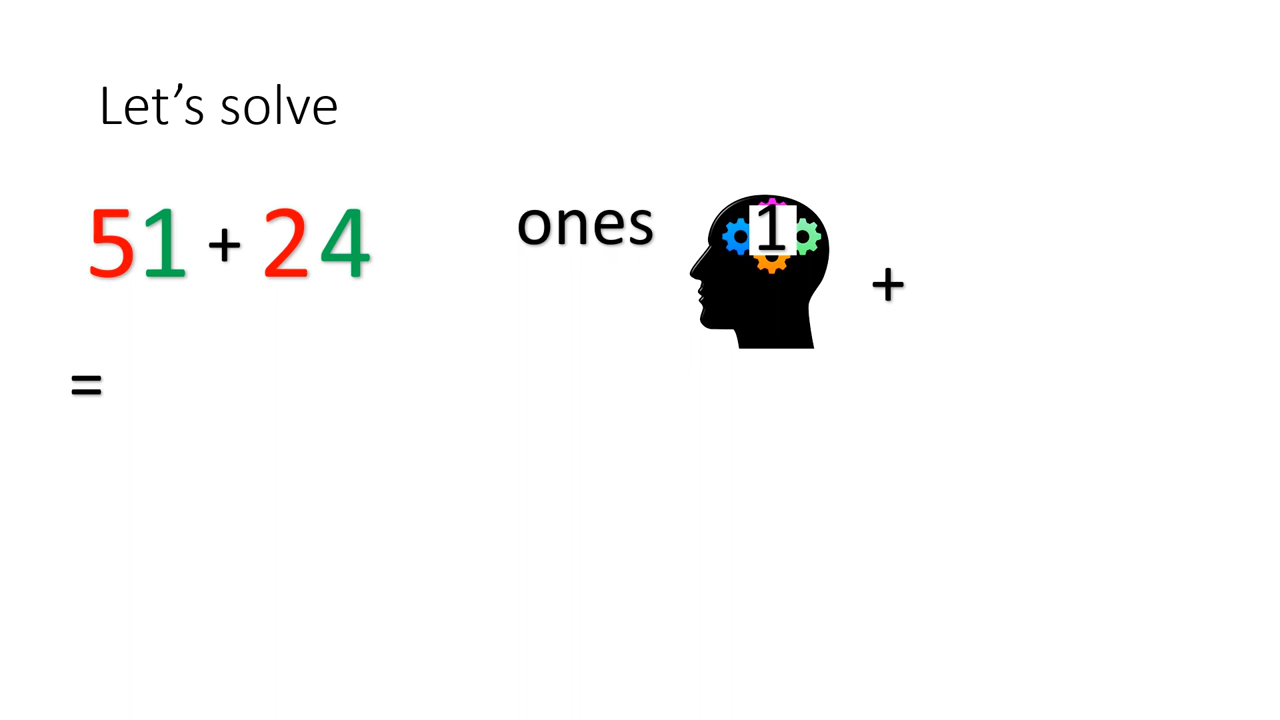 Let’s solve
51 + 24
ones 1 +
=